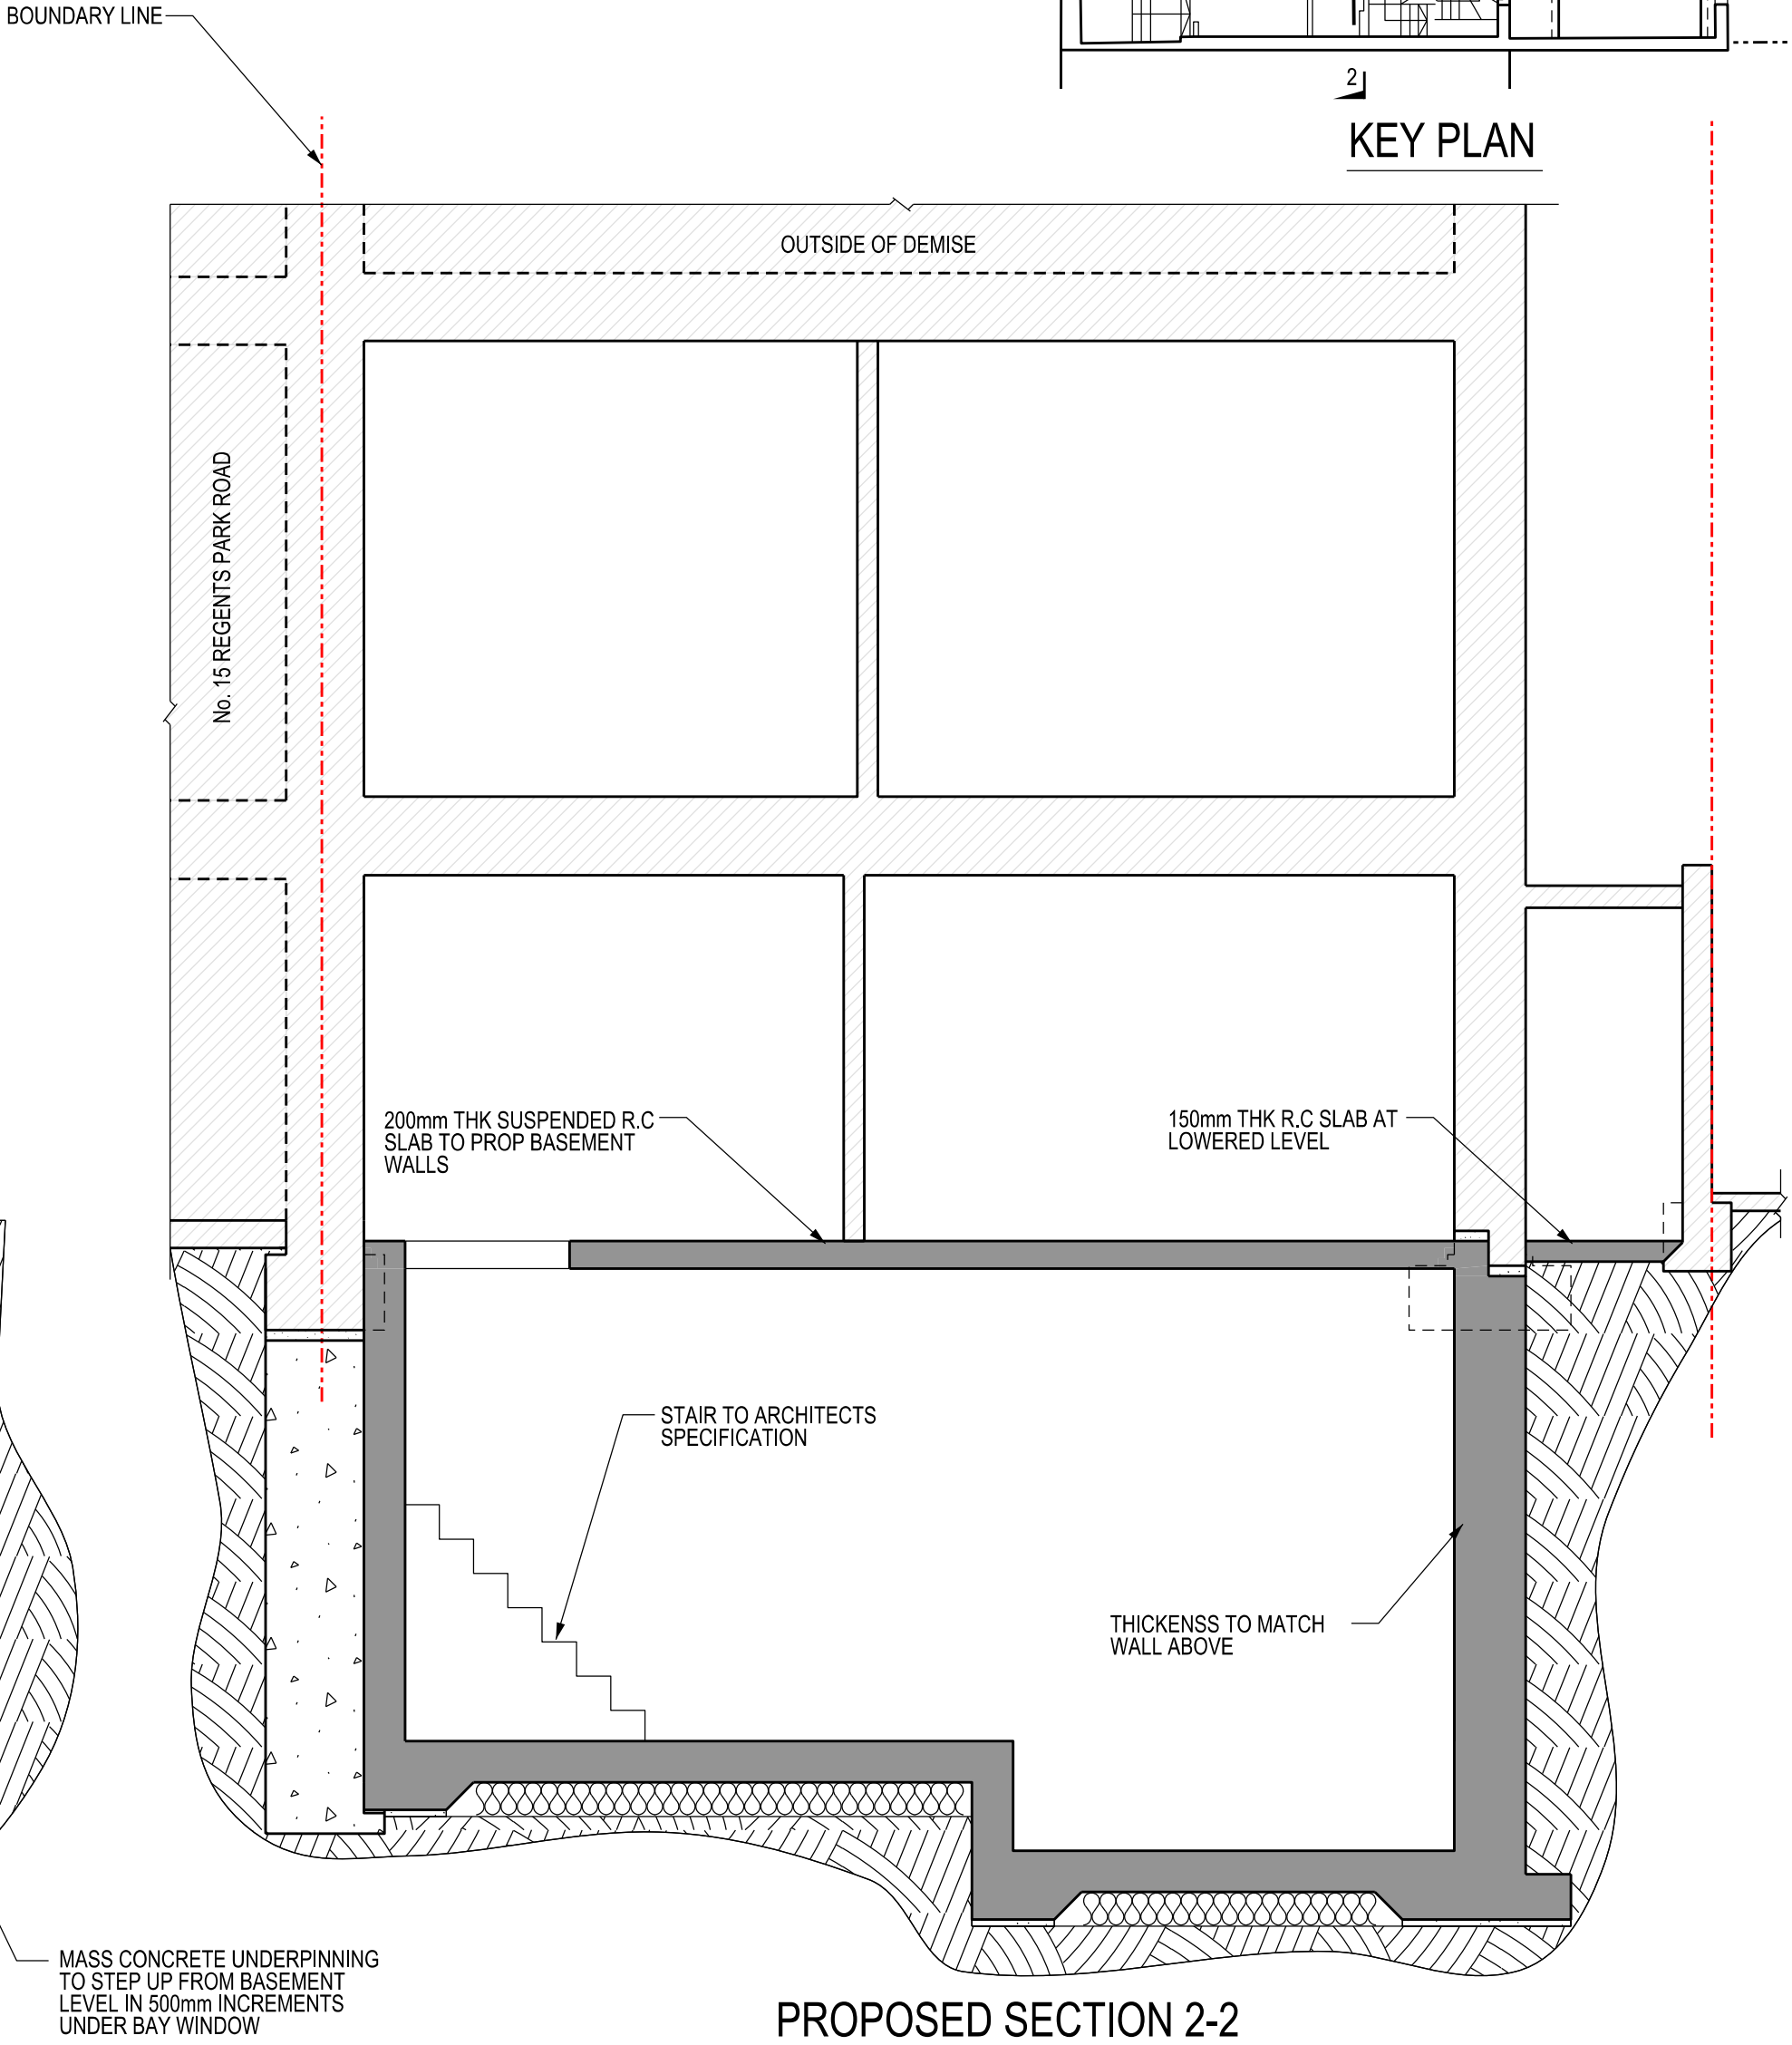 BOUNDARY LINE
2
KEY PLAN
OUTSIDE OF DEMISE
No. 15 REGENTS PARK ROAD
200mm THK SUSPENDED R.C
SLAB TO PROP BASEMENT
WALLS
150mm THK R.C SLAB AT
LOWERED LEVEL
STAIR TO ARCHITECTS
SPECIFICATION
THICKENSS TO MATCH
WALL ABOVE
MASS CONCRETE UNDERPINNING
TO STEP UP FROM BASEMENT
LEVEL IN 500mm INCREMENTS
UNDER BAY WINDOW
PROPOSED SECTION 2-2